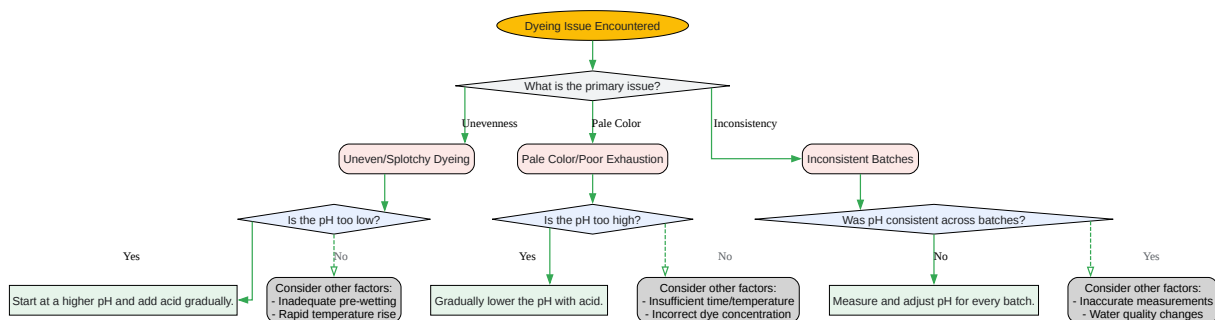 Dyeing Issue Encountered
What is the primary issue?
Unevenness
Pale Color
Inconsistency
Uneven/Splotchy Dyeing
Pale Color/Poor Exhaustion
Inconsistent Batches
Is the pH too low?
Is the pH too high?
Was pH consistent across batches?
Yes
No
Yes
No
No
Yes
Start at a higher pH and add acid gradually.
Consider other factors:
- Inadequate pre-wetting
- Rapid temperature rise
Gradually lower the pH with acid.
Consider other factors:
- Insufficient time/temperature
- Incorrect dye concentration
Measure and adjust pH for every batch.
Consider other factors:
- Inaccurate measurements
- Water quality changes